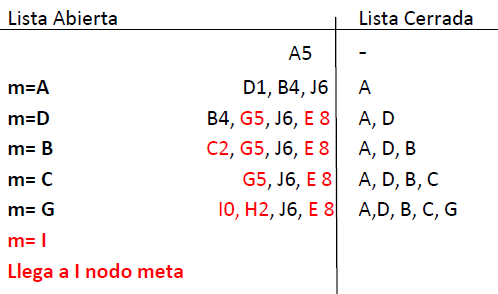 Lista Abierta Lista Cerrada
A5 -
m=A D1, B4, J6 A
m=D B4, G5, J6, E 8 A, D
m= B C2, G5, J6, E 8 A, D, B
m= C G5, J6, E 8 A, D, B, C
m= G I0, H2, J6, E 8 A,D, B, C, G
m= I
Llega a I nodo meta